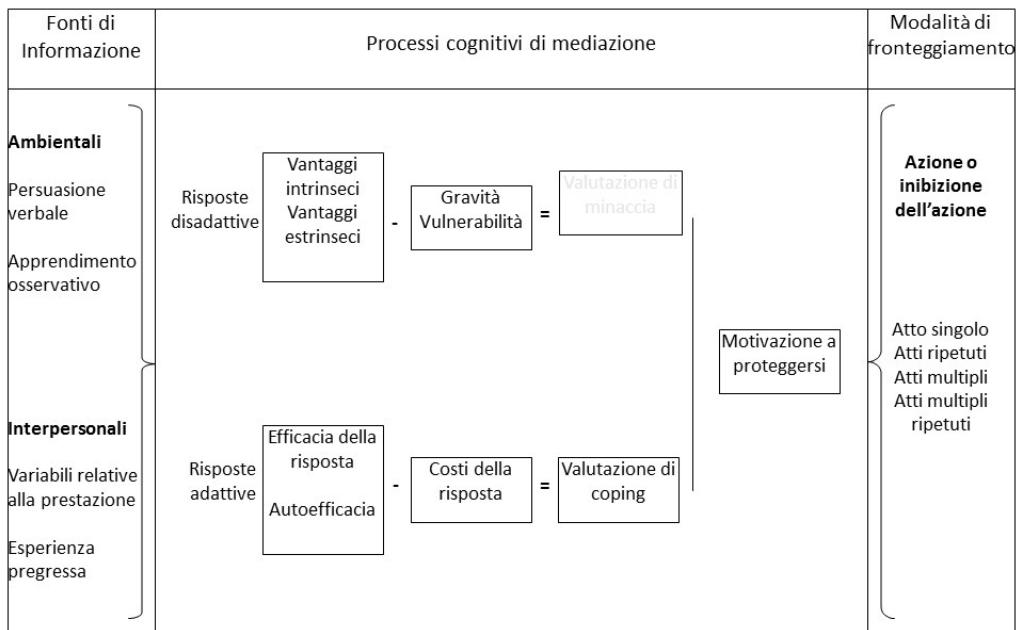 Fonti di
Informazione
Processi cognitivi di mediazione
Modalità di
fronteggiamento
Ambientali
Persuasione
verbale
Apprendimento
osservativo
Interpersonali
Variabili relative
alla prestazione
Esperienza
pregressa
Risposte
disadattive
Vantaggi
intrinseci
Vantaggi
estrinseci
-
Gravità
Vulnerabilità
=
Valutazione di
minaccia
Risposte
adattive
Efficacia della
risposta
Autoefficacia
-
Costi della
risposta
=
Valutazione di
coping
Motivazione a
proteggersi
Azione o
inibizione
dell’azione
Atto singolo
Atti ripetuti
Atti multipli
Atti multipli
ripetuti